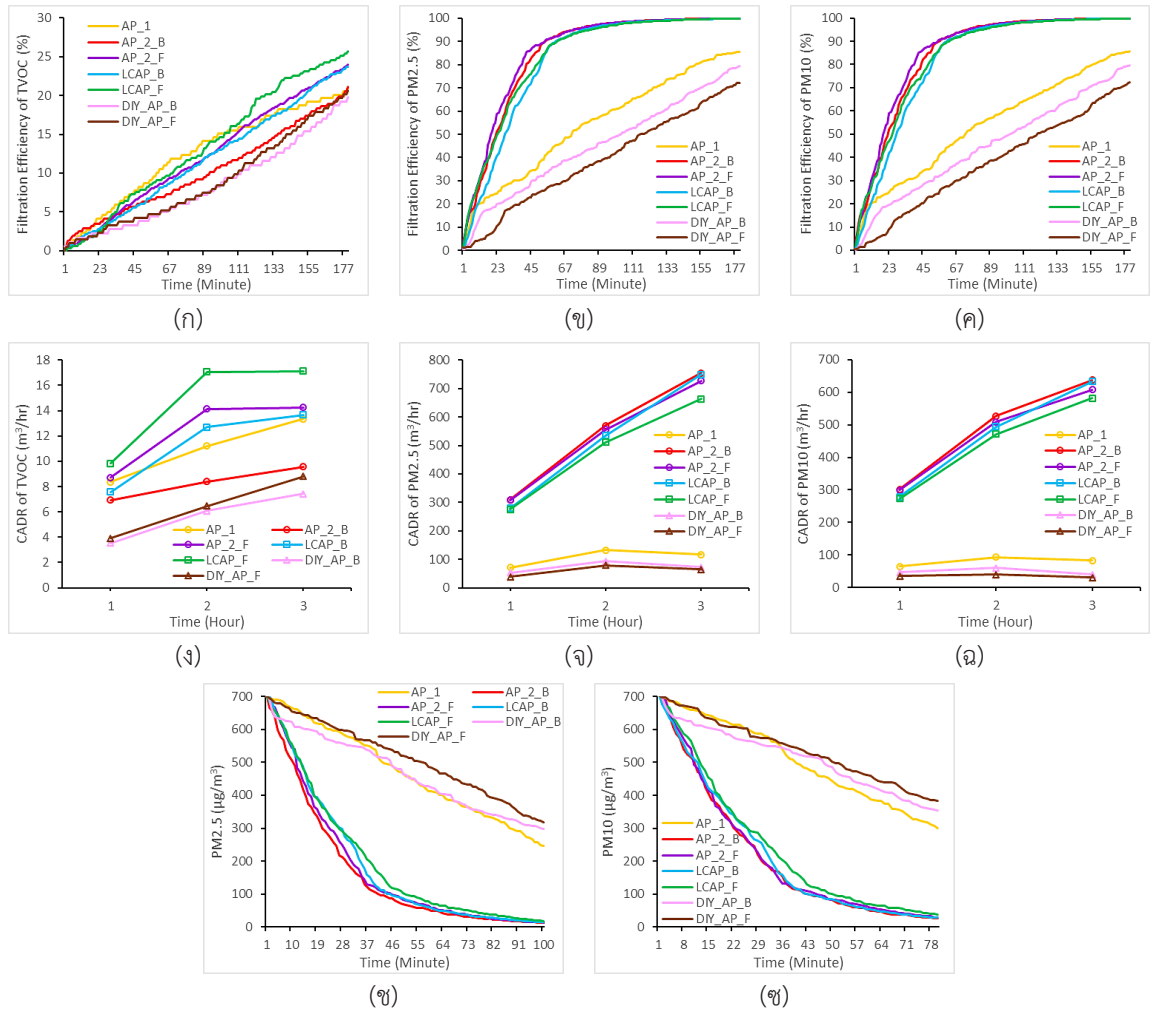 Filtration Efficiency of TVOC (%)
30
25
20
15
10
5
0
AP_1
AP_2_B
AP_2_F
LCAP_B
LCAP_F
DIY_AP_B
DIY_AP_F
1 23 45 67 89 111 133 155 177
Time (Minute)
(ก)
Filtration Efficiency of PM2.5 (%)
100
90
80
70
60
50
40
30
20
10
0
AP_1
AP_2_B
AP_2_F
LCAP_B
LCAP_F
DIY_AP_B
DIY_AP_F
1 23 45 67 89 111 133 155 177
Time (Minute)
(ข)
Filtration Efficiency of PM10 (%)
100
90
80
70
60
50
40
30
20
10
0
AP_1
AP_2_B
AP_2_F
LCAP_B
LCAP_F
DIY_AP_B
DIY_AP_F
1 23 45 67 89 111 133 155 177
Time (Minute)
(ค)
CADR of TVOC (m³/hr)
18
16
14
12
10
8
6
4
2
0
AP_1 AP_2_B
AP_2_F LCAP_B
LCAP_F DIY_AP_B
DIY_AP_F
1 2 3
Time (Hour)
(ง)
CADR of PM2.5 (m³/hr)
800
700
600
500
400
300
200
100
0
AP_1
AP_2_B
AP_2_F
LCAP_B
LCAP_F
DIY_AP_B
DIY_AP_F
1 2 3
Time (Hour)
(จ)
CADR of PM10 (m³/hr)
700
600
500
400
300
200
100
0
AP_1
AP_2_B
AP_2_F
LCAP_B
LCAP_F
DIY_AP_B
DIY_AP_F
1 2 3
Time (Hour)
(ฉ)
PM2.5 (µg/m³)
700
600
500
400
300
200
100
0
AP_1 AP_2_B
AP_2_F LCAP_B
LCAP_F DIY_AP_B
DIY_AP_F
1 10 19 28 37 46 55 64 73 82 91 100
Time (Minute)
(ช)
PM10 (µg/m³)
700
600
500
400
300
200
100
0
AP_1
AP_2_B
AP_2_F
LCAP_B
LCAP_F
DIY_AP_B
DIY_AP_F
1 8 15 22 29 36 43 50 57 64 71 78
Time (Minute)
(ซ)